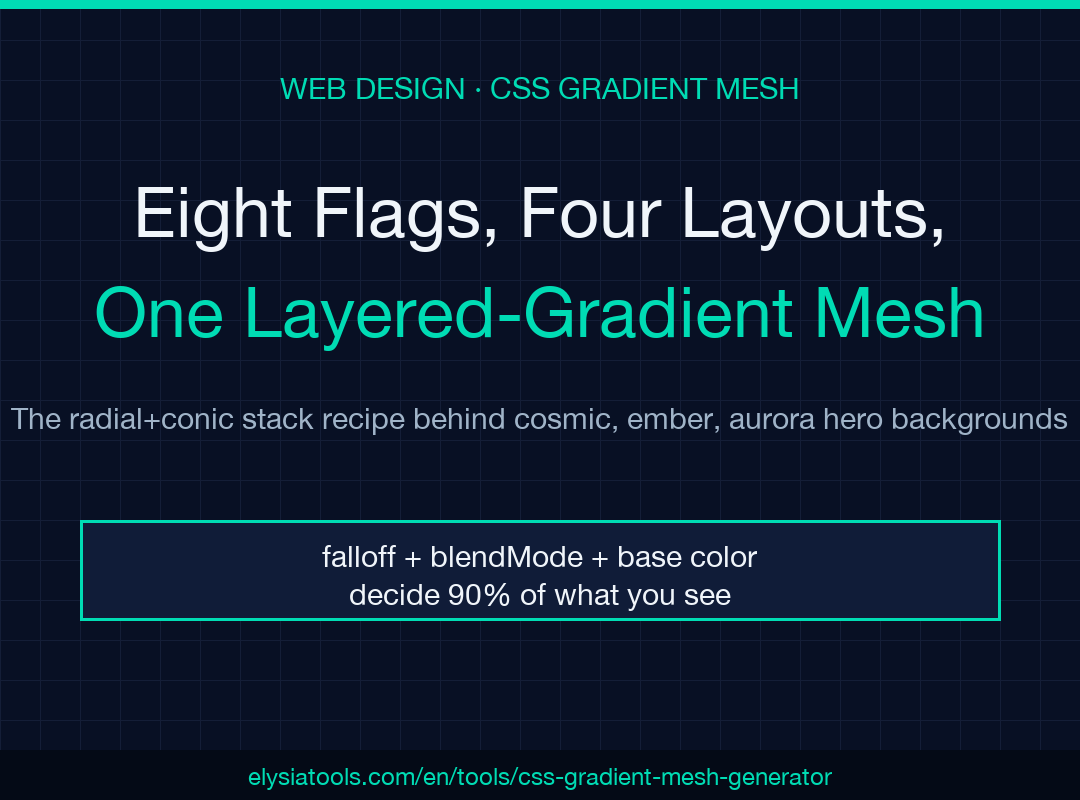 WEB DESIGN · CSS GRADIENT MESH
Eight Flags, Four Layouts,
One Layered-Gradient Mesh
The radial+conic stack recipe behind cosmic, ember, aurora hero backgrounds
falloff + blendMode + base color
decide 90% of what you see
elysiatools.com/en/tools/css-gradient-mesh-generator